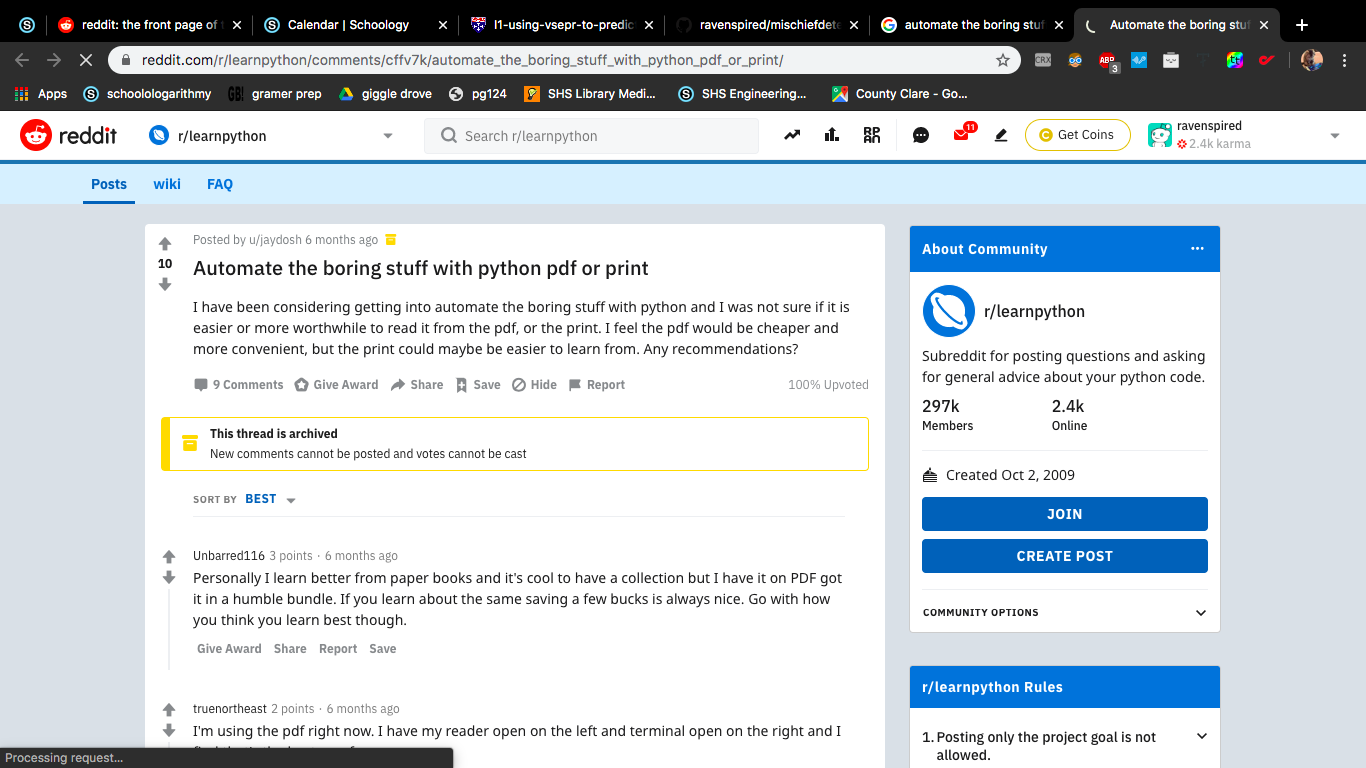 reddit: the front page of
Calendar | Schoology
l1-using-vsepr-to-predic
ravenspired/mischiefdete
automate the boring stuf
Automate the boring stuf
reddit.com/r/learnpython/comments/cffv7k/automate_the_boring_stuff_with_python_pdf_or_print/
CRX
ABP
3
Apps
schoolologarithmy
GB!
gramer prep
giggle drove
pg124
SHS Library Medi...
SHS Engineering...
County Clare - Go...
reddit
r/learnpython
Search r/learnpython
11
Get Coins
ravenspired
2.4k karma
Posts
wiki
FAQ
Posted by u/jaydosh 6 months ago
10
Automate the boring stuff with python pdf or print
I have been considering getting into automate the boring stuff with python and I was not sure if it is
easier or more worthwhile to read it from the pdf, or the print. I feel the pdf would be cheaper and
more convenient, but the print could maybe be easier to learn from. Any recommendations?
9 Comments
Give Award
Share
Save
Hide
Report
100% Upvoted
This thread is archived
New comments cannot be posted and votes cannot be cast
SORT BY BEST
Unbarred116 3 points · 6 months ago
Personally I learn better from paper books and it's cool to have a collection but I have it on PDF got
it in a humble bundle. If you learn about the same saving a few bucks is always nice. Go with how
you think you learn best though.
Give Award Share Report Save
truenortheast 2 points · 6 months ago
I'm using the pdf right now. I have my reader open on the left and terminal open on the right and I
Processing request...
About Community
r/learnpython
Subreddit for posting questions and asking
for general advice about your python code.
297k
Members
2.4k
Online
Created Oct 2, 2009
JOIN
CREATE POST
COMMUNITY OPTIONS
r/learnpython Rules
1. Posting only the project goal is not
allowed.